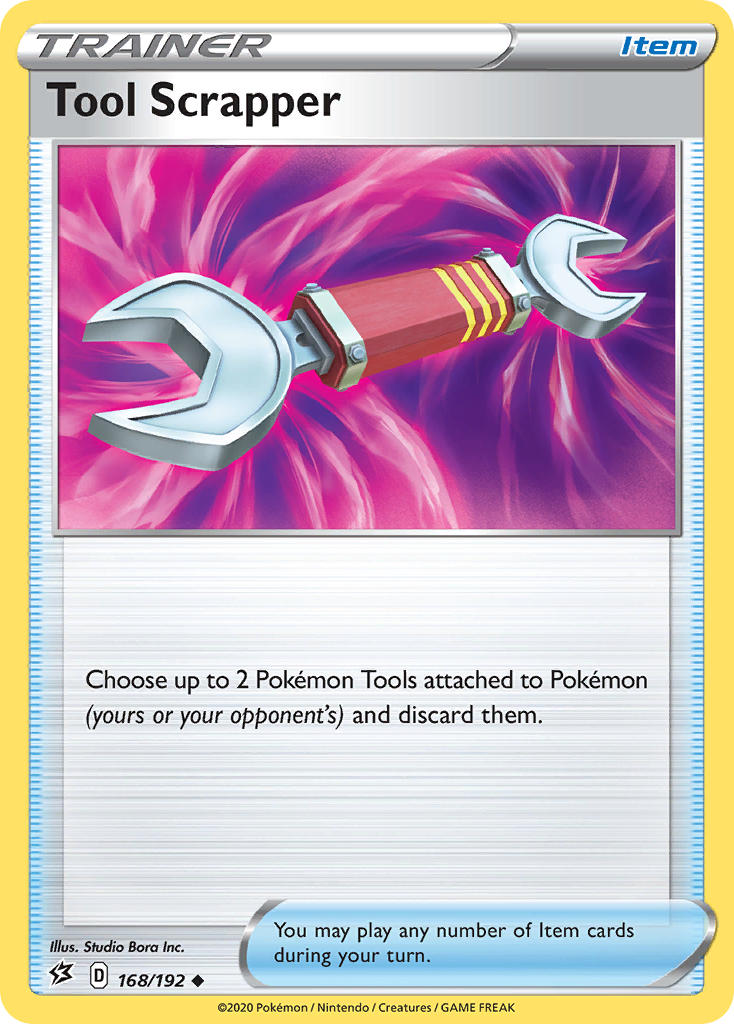 TRAINER
Item
Tool Scrapper
Choose up to 2 Pokémon Tools attached to Pokémon
(yours or your opponent's) and discard them.
You may play any number of Item cards
during your turn.
Illus. Studio Bora Inc.
D 168/192 ◆
©2020 Pokémon / Nintendo / Creatures / GAME FREAK